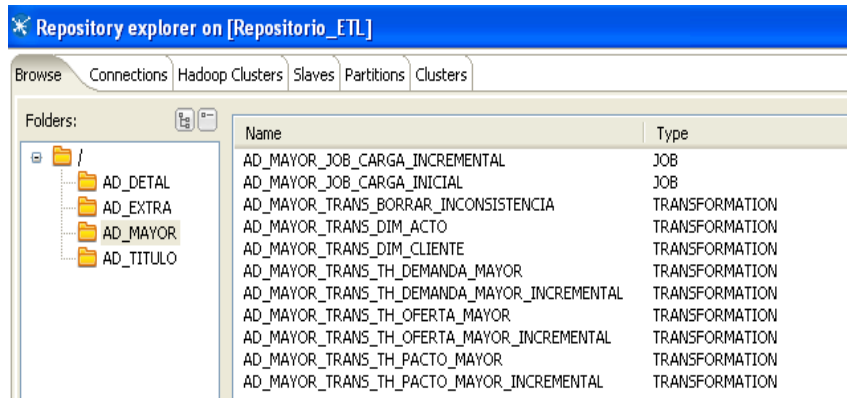 Repository explorer on [Repositorio_ETL]
Browse Connections Hadoop Clusters Slaves Partitions Clusters
Folders:
/
AD_DETAL
AD_EXTRA
AD_MAYOR
AD_TITULO
Name Type
AD_MAYOR_JOB_CARGA_INCREMENTAL JOB
AD_MAYOR_JOB_CARGA_INICIAL JOB
AD_MAYOR_TRANS_BORRAR_INCONSISTENCIA TRANSFORMATION
AD_MAYOR_TRANS_DIM_ACTO TRANSFORMATION
AD_MAYOR_TRANS_DIM_CLIENTE TRANSFORMATION
AD_MAYOR_TRANS_TH_DEMANDA_MAYOR TRANSFORMATION
AD_MAYOR_TRANS_TH_DEMANDA_MAYOR_INCREMENTAL TRANSFORMATION
AD_MAYOR_TRANS_TH_OFERTA_MAYOR TRANSFORMATION
AD_MAYOR_TRANS_TH_OFERTA_MAYOR_INCREMENTAL TRANSFORMATION
AD_MAYOR_TRANS_TH_PACTO_MAYOR TRANSFORMATION
AD_MAYOR_TRANS_TH_PACTO_MAYOR_INCREMENTAL TRANSFORMATION